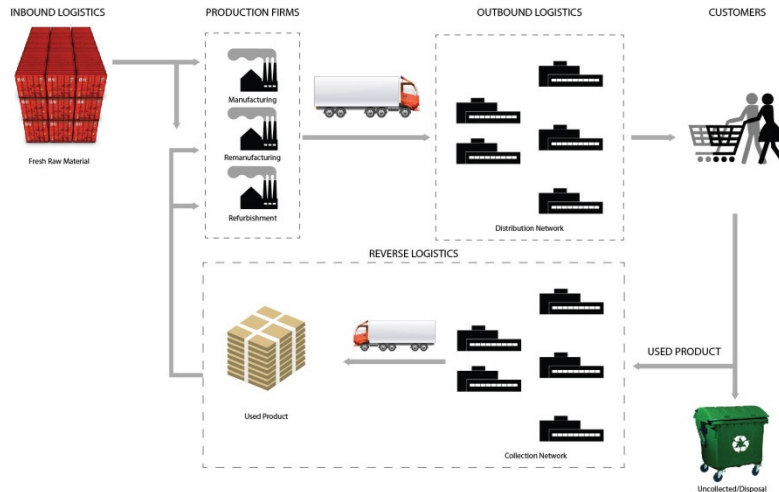 INBOUND LOGISTICS
PRODUCTION FIRMS
OUTBOUND LOGISTICS
CUSTOMERS
Manufacturing
Remanufacturing
Refurbishment
Fresh Raw Material
Distribution Network
REVERSE LOGISTICS
USED PRODUCT
Used Product
Collection Network
Uncollected/Disposal